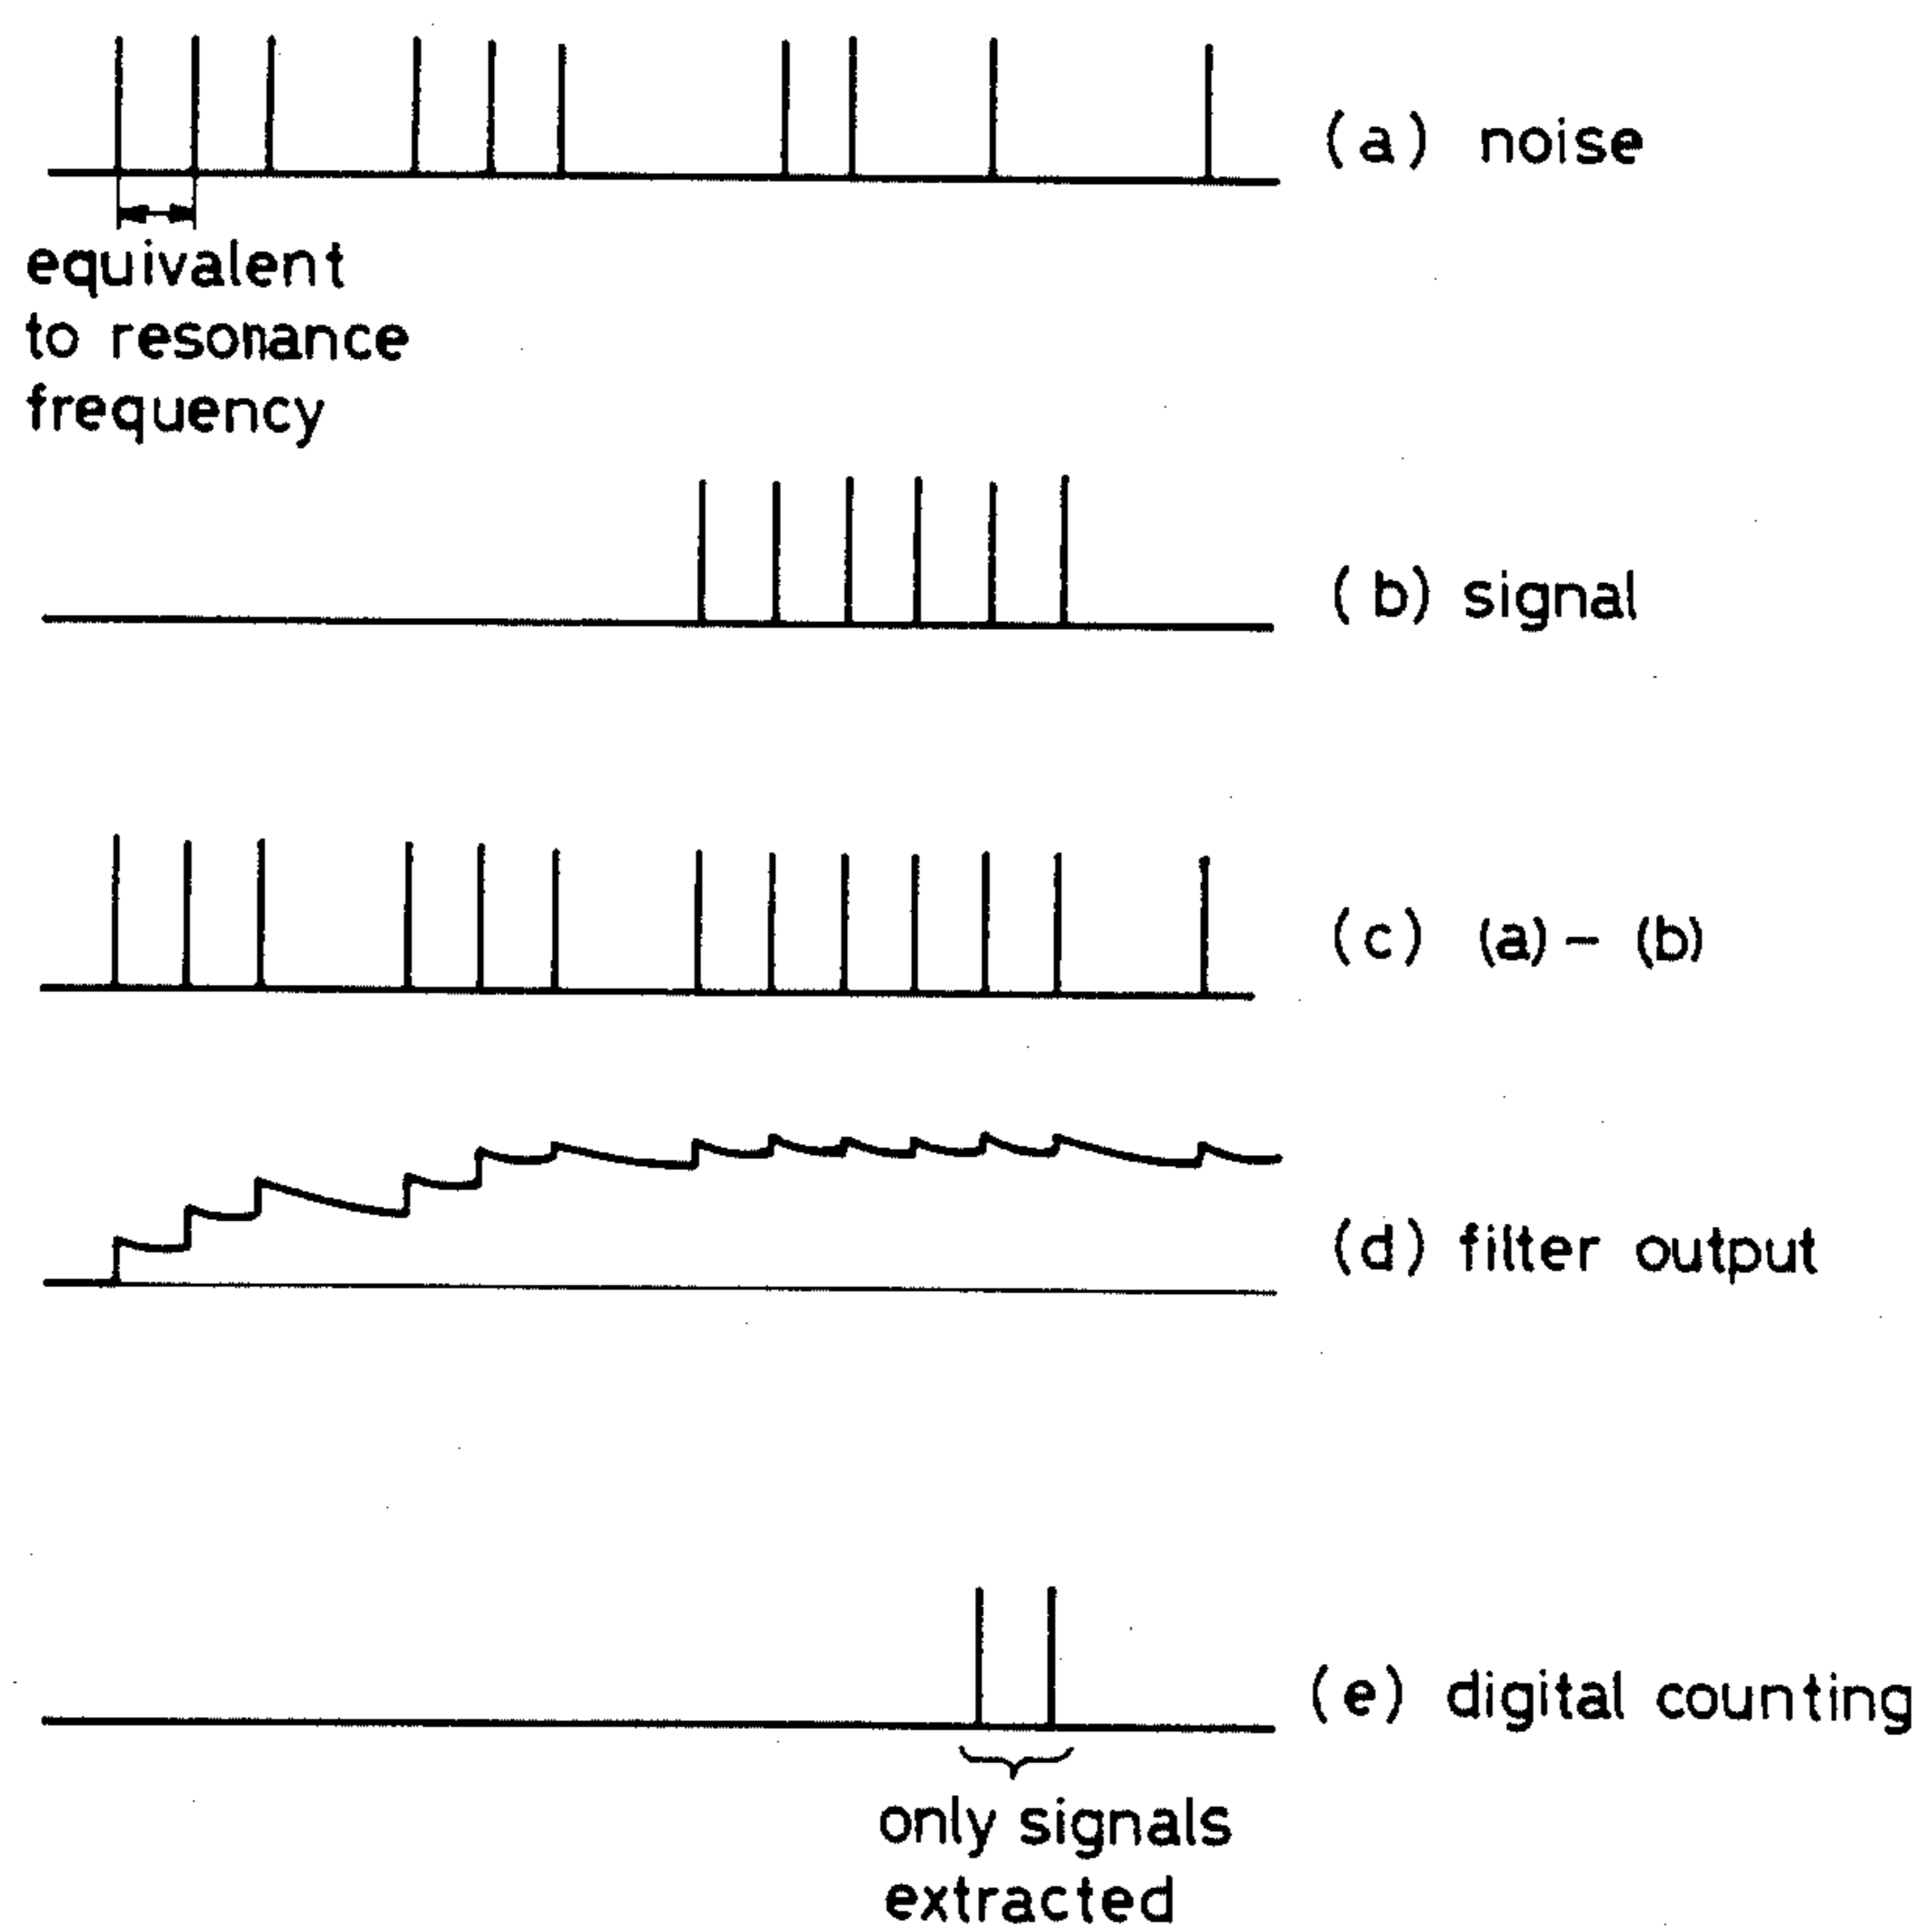 (a) noise
equivalent
to resonance
frequency
(b) signal
(c) (a) - (b)
(d) filter output
(e) digital counting
only signals
extracted